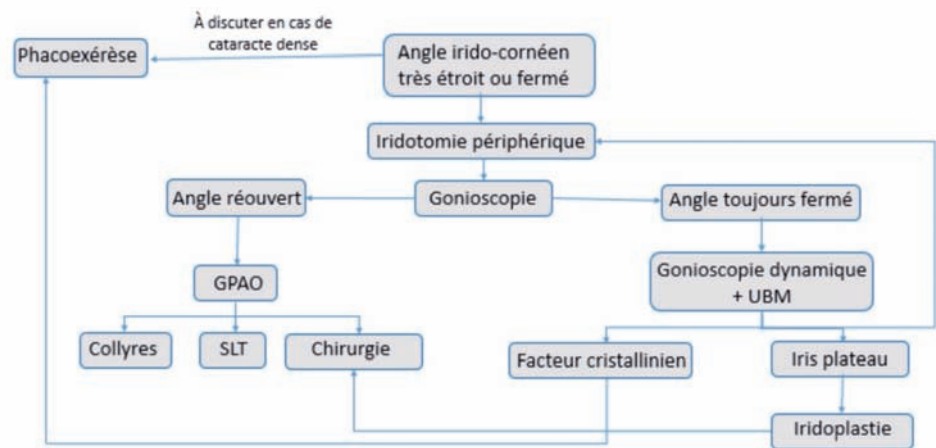 À discuter en cas de
cataracte dense
Phacoexérèse
Angle irido-cornéen
très étroit ou fermé
Iridotomie périphérique
Angle réouvert
Gonioscopie
Angle toujours fermé
GPAO
Gonioscopie dynamique
+ UBM
Collyres
SLT
Chirurgie
Facteur cristallinien
Iris plateau
Iridoplastie